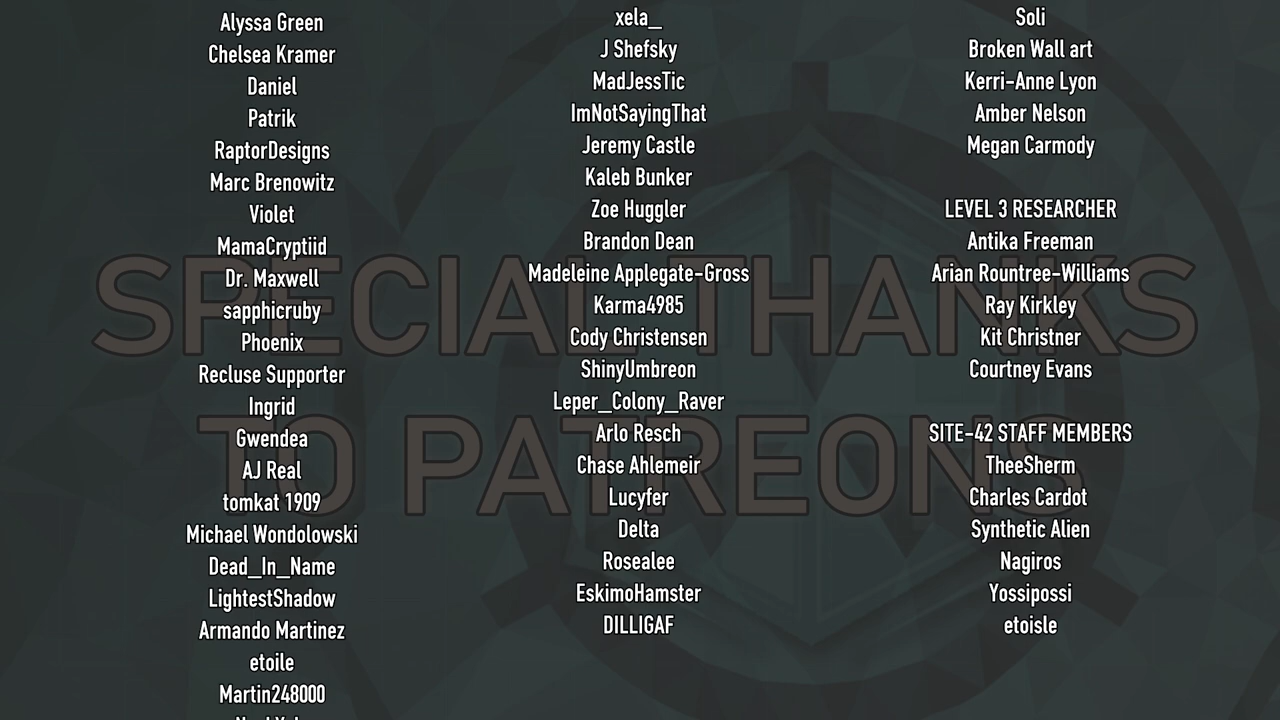 SPECIAL THANKS
TO PATREONS
Alyssa Green
Chelsea Kramer
Daniel
Patrik
RaptorDesigns
Marc Brenowitz
Violet
MamaCryptiid
Dr. Maxwell
sapphicruby
Phoenix
Recluse Supporter
Ingrid
Gwendea
AJ Real
tomkat 1909
Michael Wondolowski
Dead_In_Name
LightestShadow
Armando Martinez
etoile
Martin248000
xela_
J Shefsky
MadJessTic
ImNotSayingThat
Jeremy Castle
Kaleb Bunker
Zoe Huggler
Brandon Dean
Madeleine Applegate-Gross
Karma4985
Cody Christensen
ShinyUmbreon
Leper_Colony_Raver
Arlo Resch
Chase Ahlemeir
Lucyfer
Delta
Rosealee
EskimoHamster
DILLIGAF
Soli
Broken Wall art
Kerri-Anne Lyon
Amber Nelson
Megan Carmody
LEVEL 3 RESEARCHER
Antika Freeman
Arian Rountree-Williams
Ray Kirkley
Kit Christner
Courtney Evans
SITE-42 STAFF MEMBERS
TheeSherm
Charles Cardot
Synthetic Alien
Nagiros
Yossipossi
etoisle